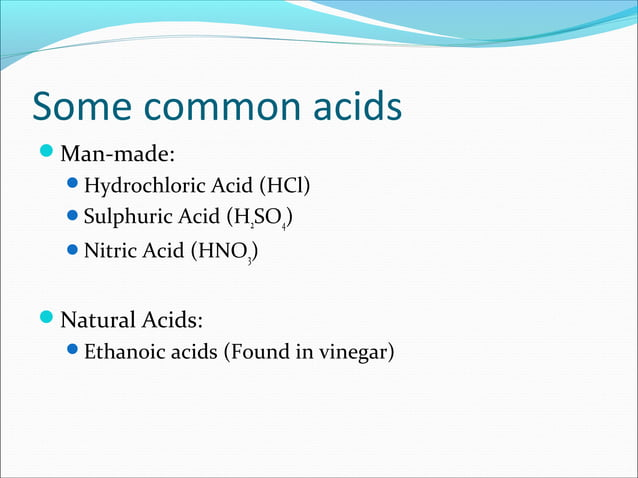 Some common acids
Man-made:
Hydrochloric Acid (HCl)
Sulphuric Acid (H₂SO₄)
Nitric Acid (HNO₃)
Natural Acids:
Ethanoic acids (Found in vinegar)